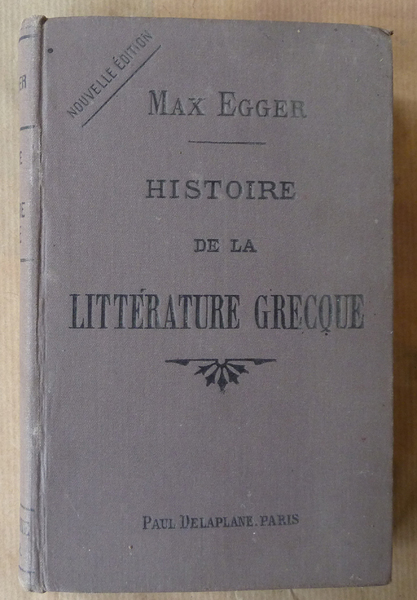 NOUVELLE ÉDITION
MAX EGGER
HISTOIRE
DE LA
LITTÉRATURE GRECQUE
PAUL DELAPLANE, PARIS